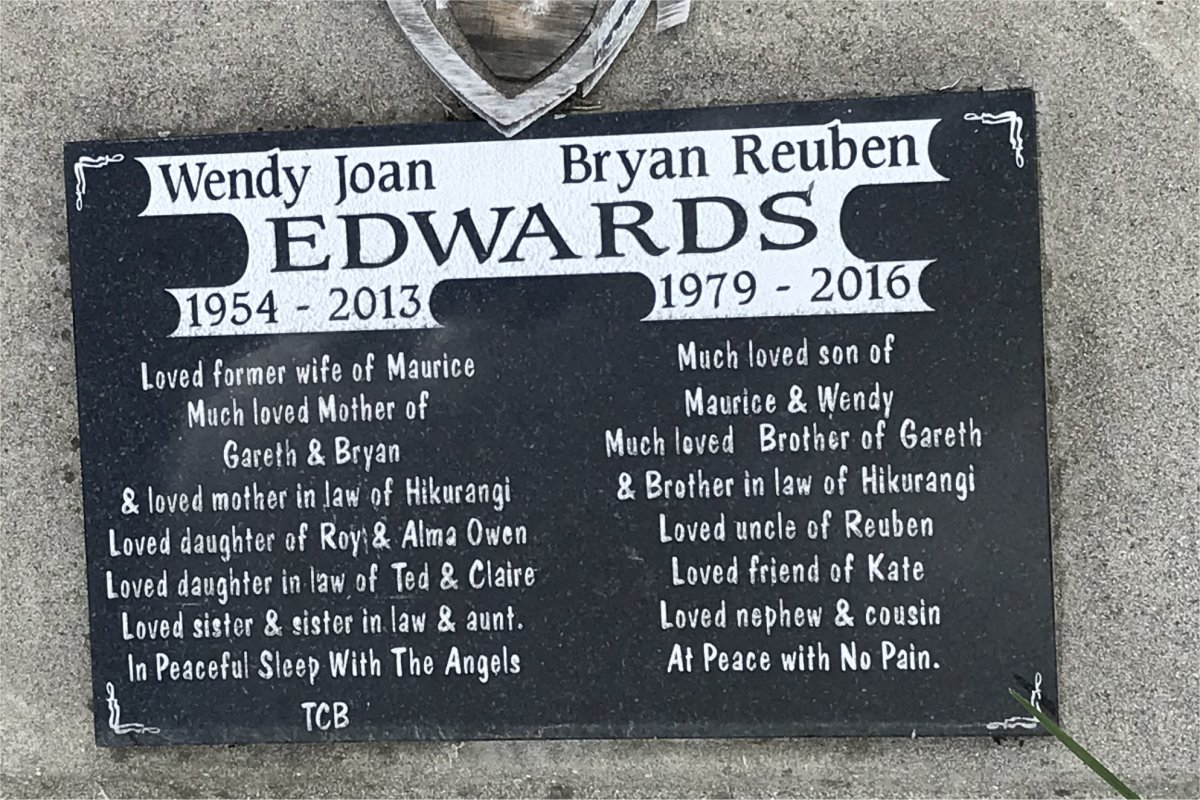 Wendy Joan Bryan Reuben
EDWARDS
1954 - 2013 1979 - 2016
Loved former wife of Maurice
Much loved Mother of
Gareth & Bryan
& loved mother in law of Hikurangi
Loved daughter of Roy & Alma Owen
Loved daughter in law of Ted & Claire
Loved sister & sister in law & aunt.
In Peaceful Sleep With The Angels
TCB
Much loved son of
Maurice & Wendy
Much loved Brother of Gareth
& Brother in law of Hikurangi
Loved uncle of Reuben
Loved friend of Kate
Loved nephew & cousin
At Peace with No Pain.